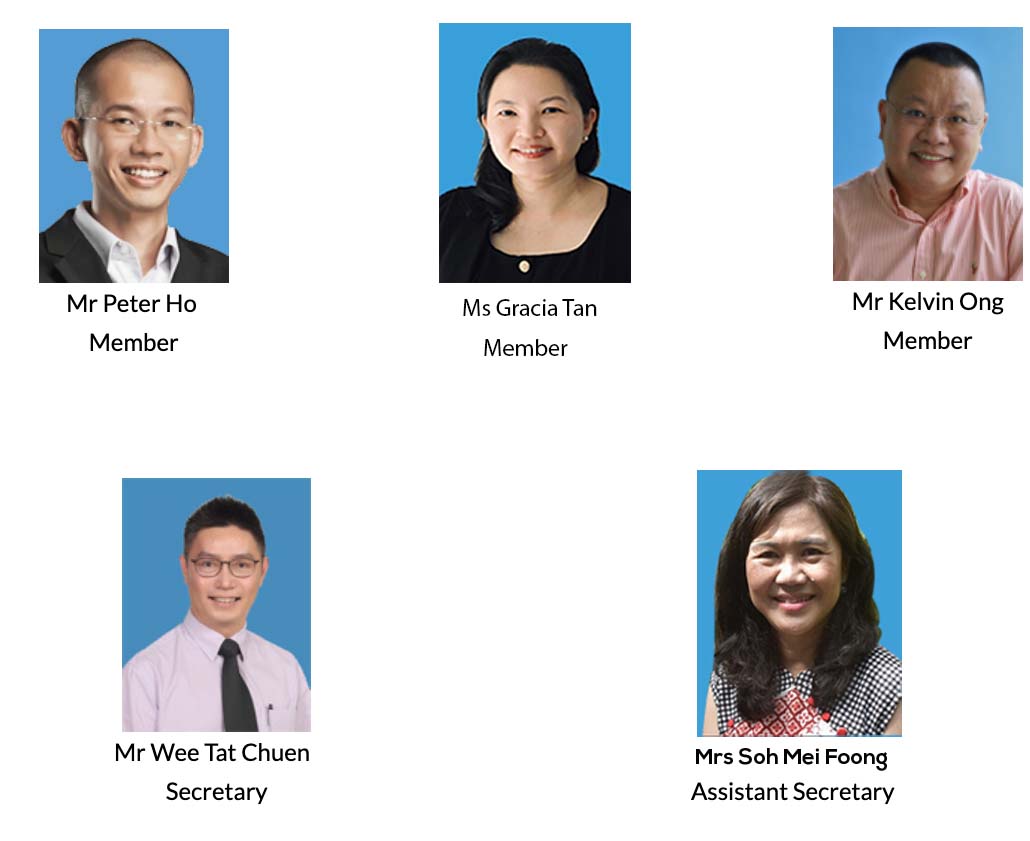 Mr Peter Ho
Member
Ms Gracia Tan
Member
Mr Kelvin Ong
Member
Mr Wee Tat Chuen
Secretary
Mrs Soh Mei Foong
Assistant Secretary